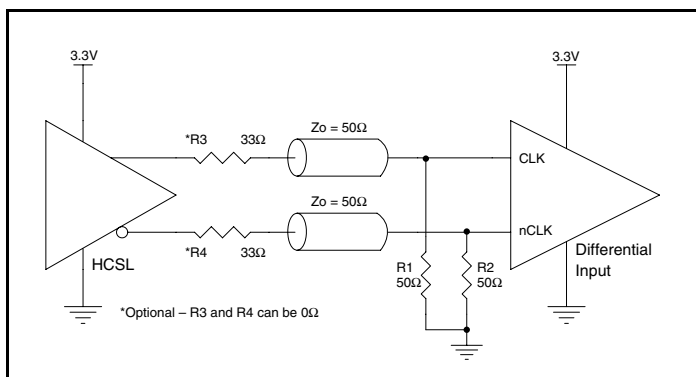 3.3V
3.3V
*R3
33Ω
Zo = 50Ω
CLK
Zo = 50Ω
*R4
33Ω
nCLK
HCSL
R1
50Ω
R2
50Ω
Differential
Input
*Optional – R3 and R4 can be 0Ω